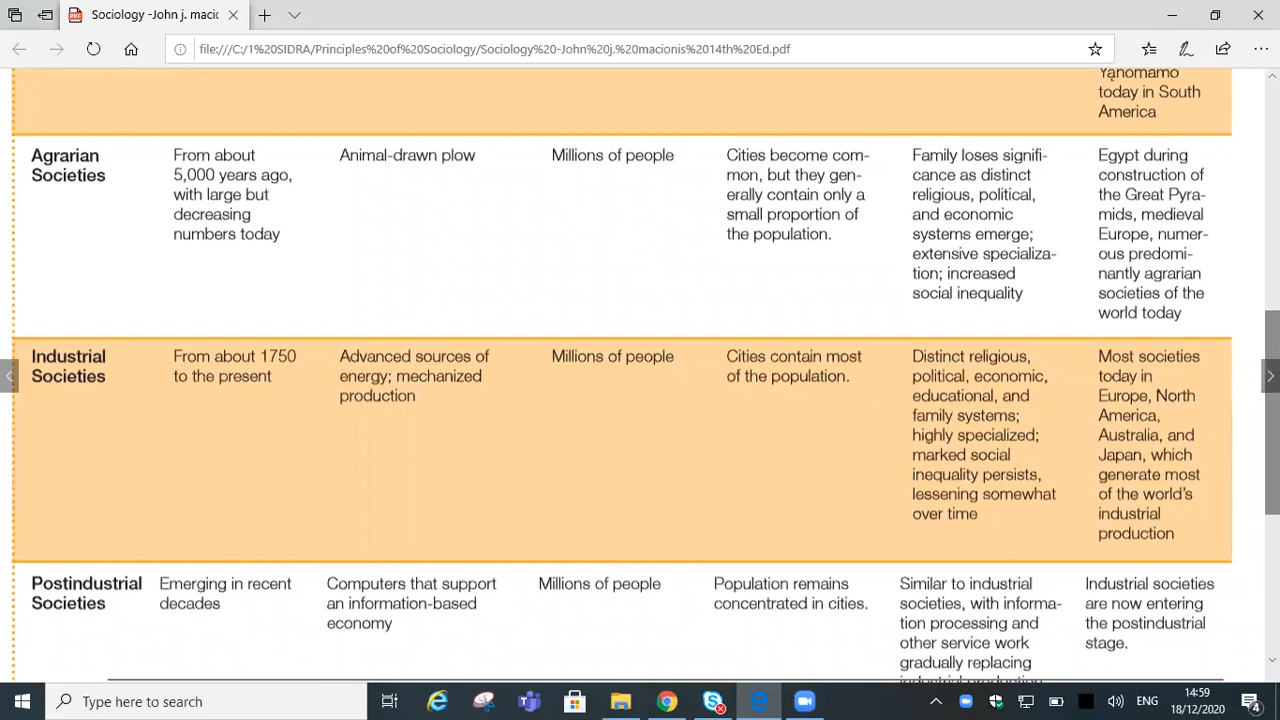 Sociology -John j. macic
file:///C:/1%20SIDRA/Principles%20of%20Sociology/Sociology%20-John%20j.%20macionis%2014th%20Ed.pdf
Yąnomamö
today in South
America
Agrarian
Societies
From about
5,000 years ago,
with large but
decreasing
numbers today
Animal-drawn plow
Millions of people
Cities become com-
mon, but they gen-
erally contain only a
small proportion of
the population.
Family loses signifi-
cance as distinct
religious, political,
and economic
systems emerge;
extensive specializa-
tion; increased
social inequality
Egypt during
construction of
the Great Pyra-
mids, medieval
Europe, numer-
ous predomi-
nantly agrarian
societies of the
world today
Industrial
Societies
From about 1750
to the present
Advanced sources of
energy; mechanized
production
Millions of people
Cities contain most
of the population.
Distinct religious,
political, economic,
educational, and
family systems;
highly specialized;
marked social
inequality persists,
lessening somewhat
over time
Most societies
today in
Europe, North
America,
Australia, and
Japan, which
generate most
of the world's
industrial
production
Postindustrial
Societies
Emerging in recent
decades
Computers that support
an information-based
economy
Millions of people
Population remains
concentrated in cities.
Similar to industrial
societies, with informa-
tion processing and
other service work
gradually replacing
industrial production
Industrial societies
are now entering
the postindustrial
stage.
Type here to search
ENG
14:59
18/12/2020
4